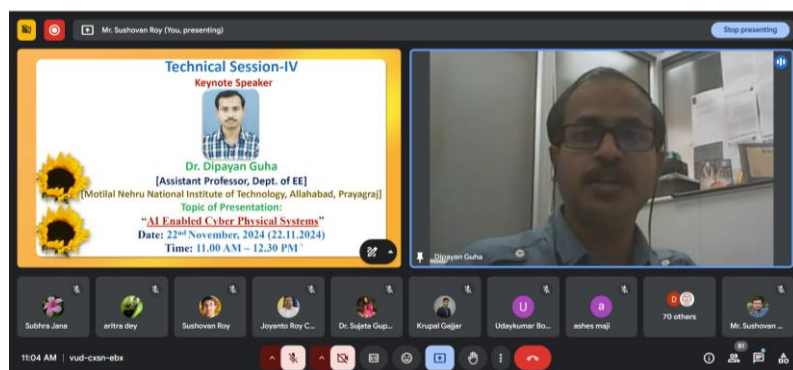 Mr. Sushovan Roy (You, presenting)
Stop presenting
Technical Session-IV
Keynote Speaker
Dr. Dipayan Guha
[Assistant Professor, Dept. of EE]
[Motilal Nehru National Institute of Technology, Allahabad, Prayagraj]
Topic of Presentation:
“AI Enabled Cyber Physical Systems”
Date: 22nd November, 2024 (22.11.2024)
Time: 11.00 AM – 12.30 PM
Dipayan Guha
Subhra Jana
aritra dey
Sushovan Roy
Joyanto Roy C...
Dr. Sujata Gup...
Krupal Gajjar
U
Udaykumar Bo...
a
ashes maji
D
70 others
Mr. Sushovan ...
11:04 AM | vud-cxsn-ebx
81